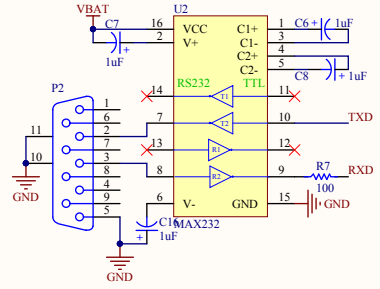 VBAT
C7
1uF
U2
16 VCC
2 V+
C1+ 1
C1- 3
C2+ 4
C2- 5
C6 1uF
C8 1uF
RS232 TTL
14 T1 11
7 T2 10 TXD
13 R1 12
8 R2 9 R7 RXD
100
6 V- GND 15 GND
MAX232
C16
1uF
P2
1
6
2
7
3
8
4
9
5
11
10
GND
GND